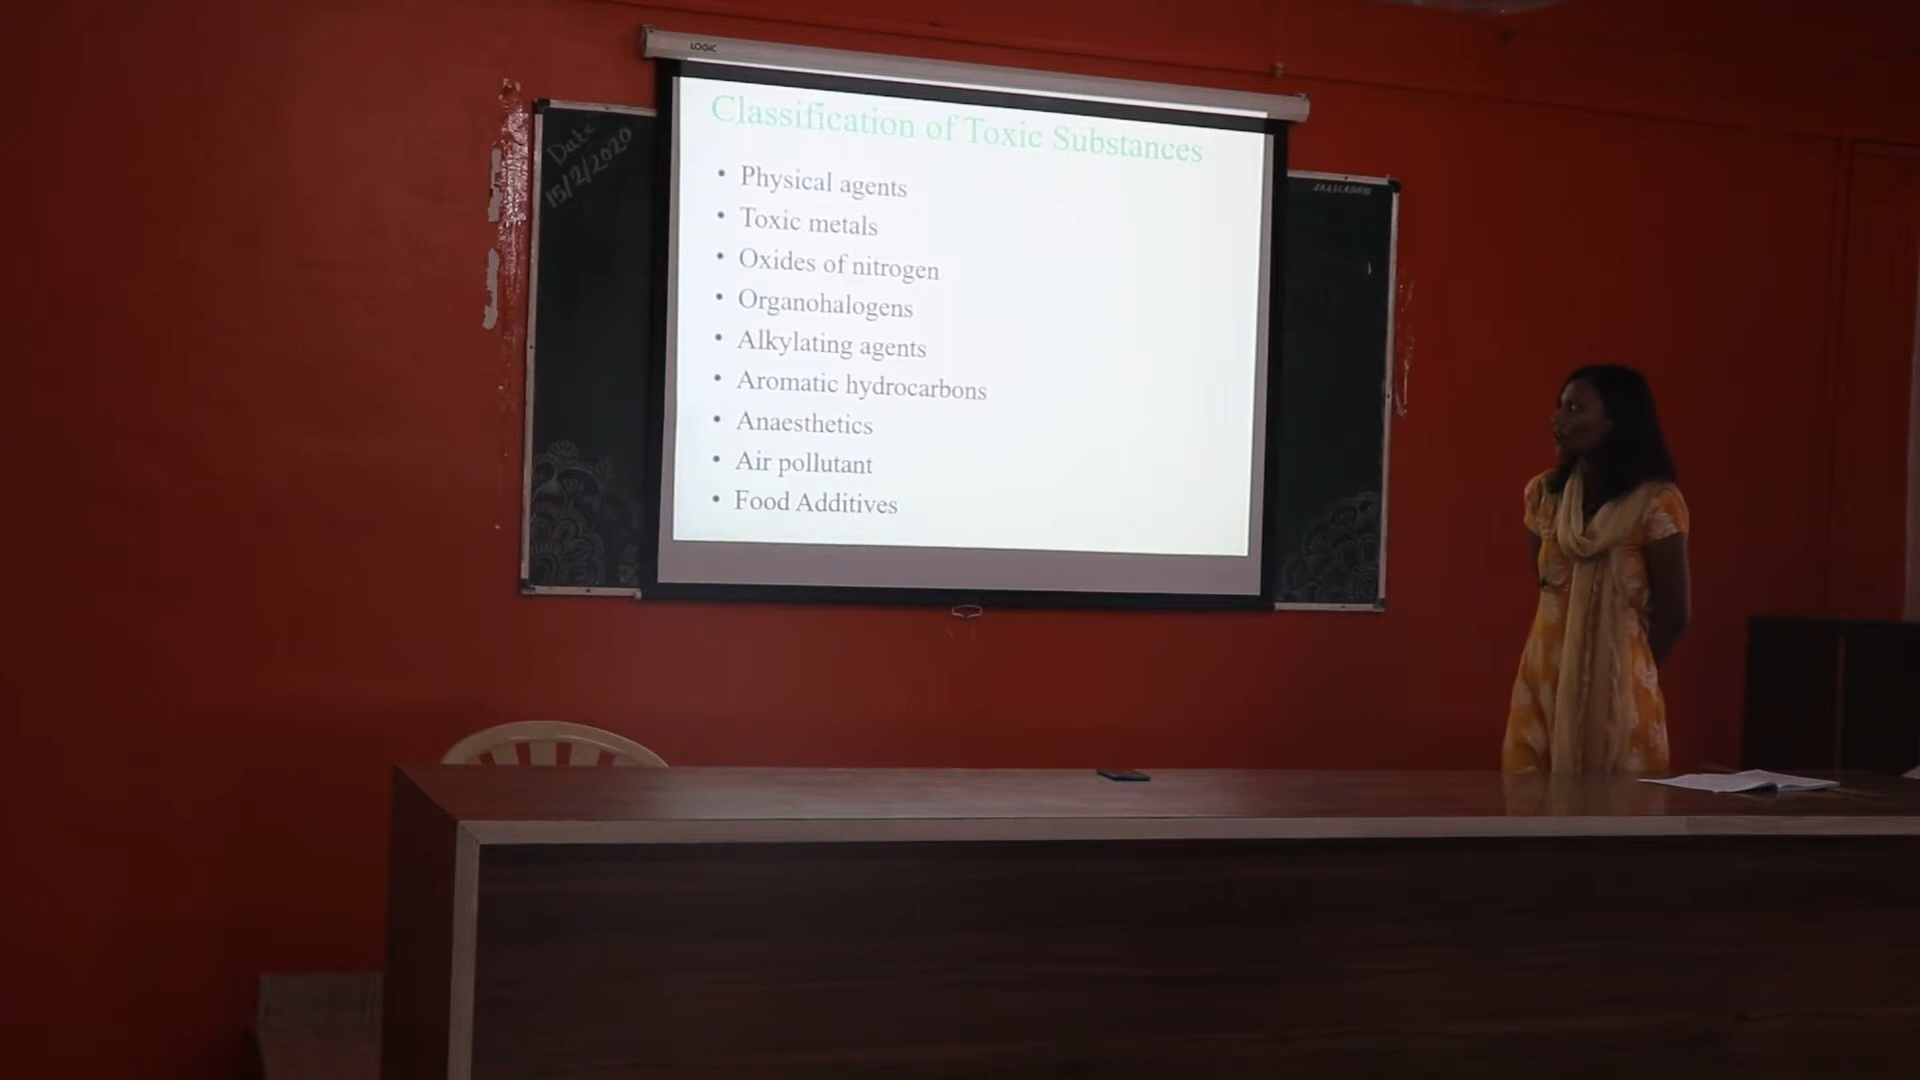 LOGIC
Date
15/2/2020
Classification of Toxic Substances
• Physical agents
• Toxic metals
• Oxides of nitrogen
• Organohalogens
• Alkylating agents
• Aromatic hydrocarbons
• Anaesthetics
• Air pollutant
• Food Additives